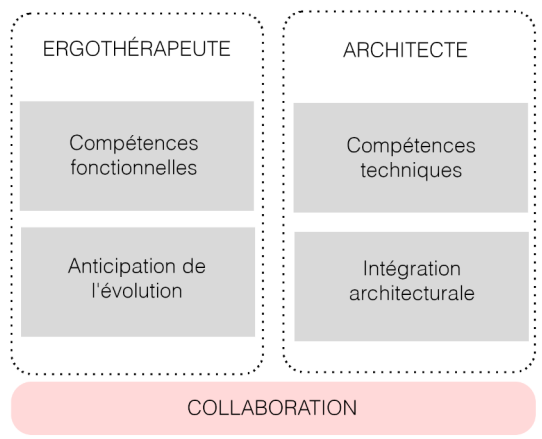 ERGOTHÉRAPEUTE
Compétences
fonctionnelles
Anticipation de
l'évolution
ARCHITECTE
Compétences
techniques
Intégration
architecturale
COLLABORATION